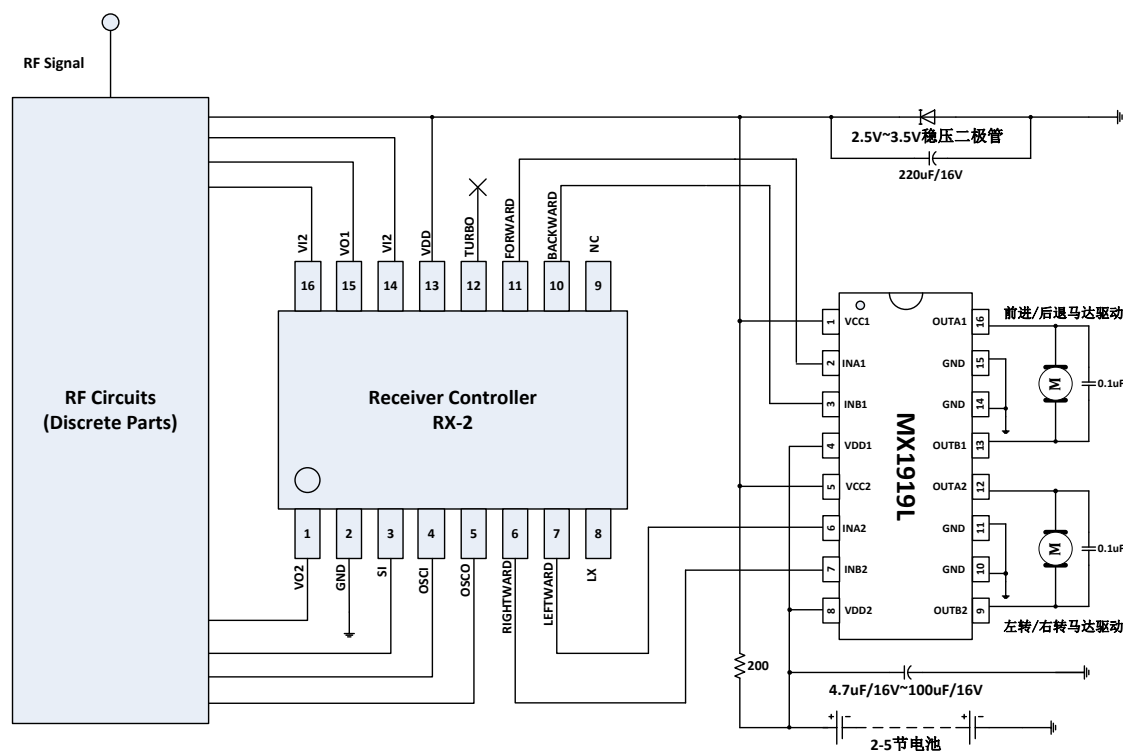 RF Signal
RF Circuits
(Discrete Parts)
VI2
VO1
VI2
VDD
TURBO
FORWARD
BACKWARD
NC
16
15
14
13
12
11
10
9
Receiver Controller
RX-2
1
2
3
4
5
6
7
8
VO2
GND
SI
OSCI
OSCO
RIGHTWARD
LEFTWARD
LX
2.5V~3.5V稳压二极管
220uF/16V
MX1919L
1 VCC1
2 INA1
3 INB1
4 VDD1
5 VCC2
6 INA2
7 INB2
8 VDD2
OUTA1 16
GND 15
GND 14
OUTB1 13
OUTA2 12
GND 11
GND 10
OUTB2 9
前进/后退马达驱动
M
0.1uF
M
0.1uF
左转/右转马达驱动
200
4.7uF/16V~100uF/16V
+ − + −
2-5节电池